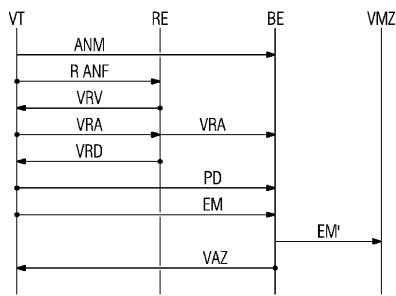 VT RE BE VMZ
ANM
R ANF
VRV
VRA VRA
VRD
PD
EM
EM'
VAZ